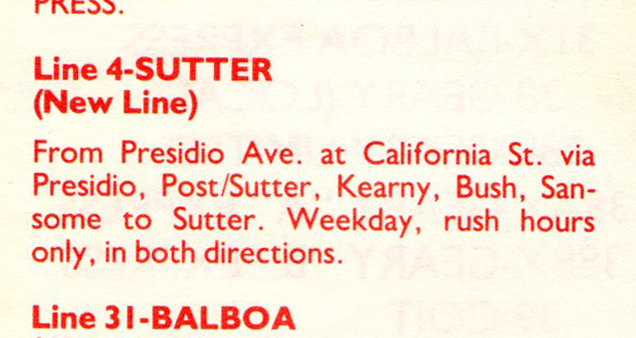 PRESS.
Line 4-SUTTER
(New Line)
From Presidio Ave. at California St. via
Presidio, Post/Sutter, Kearny, Bush, San-
some to Sutter. Weekday, rush hours
only, in both directions.
Line 31-BALBOA